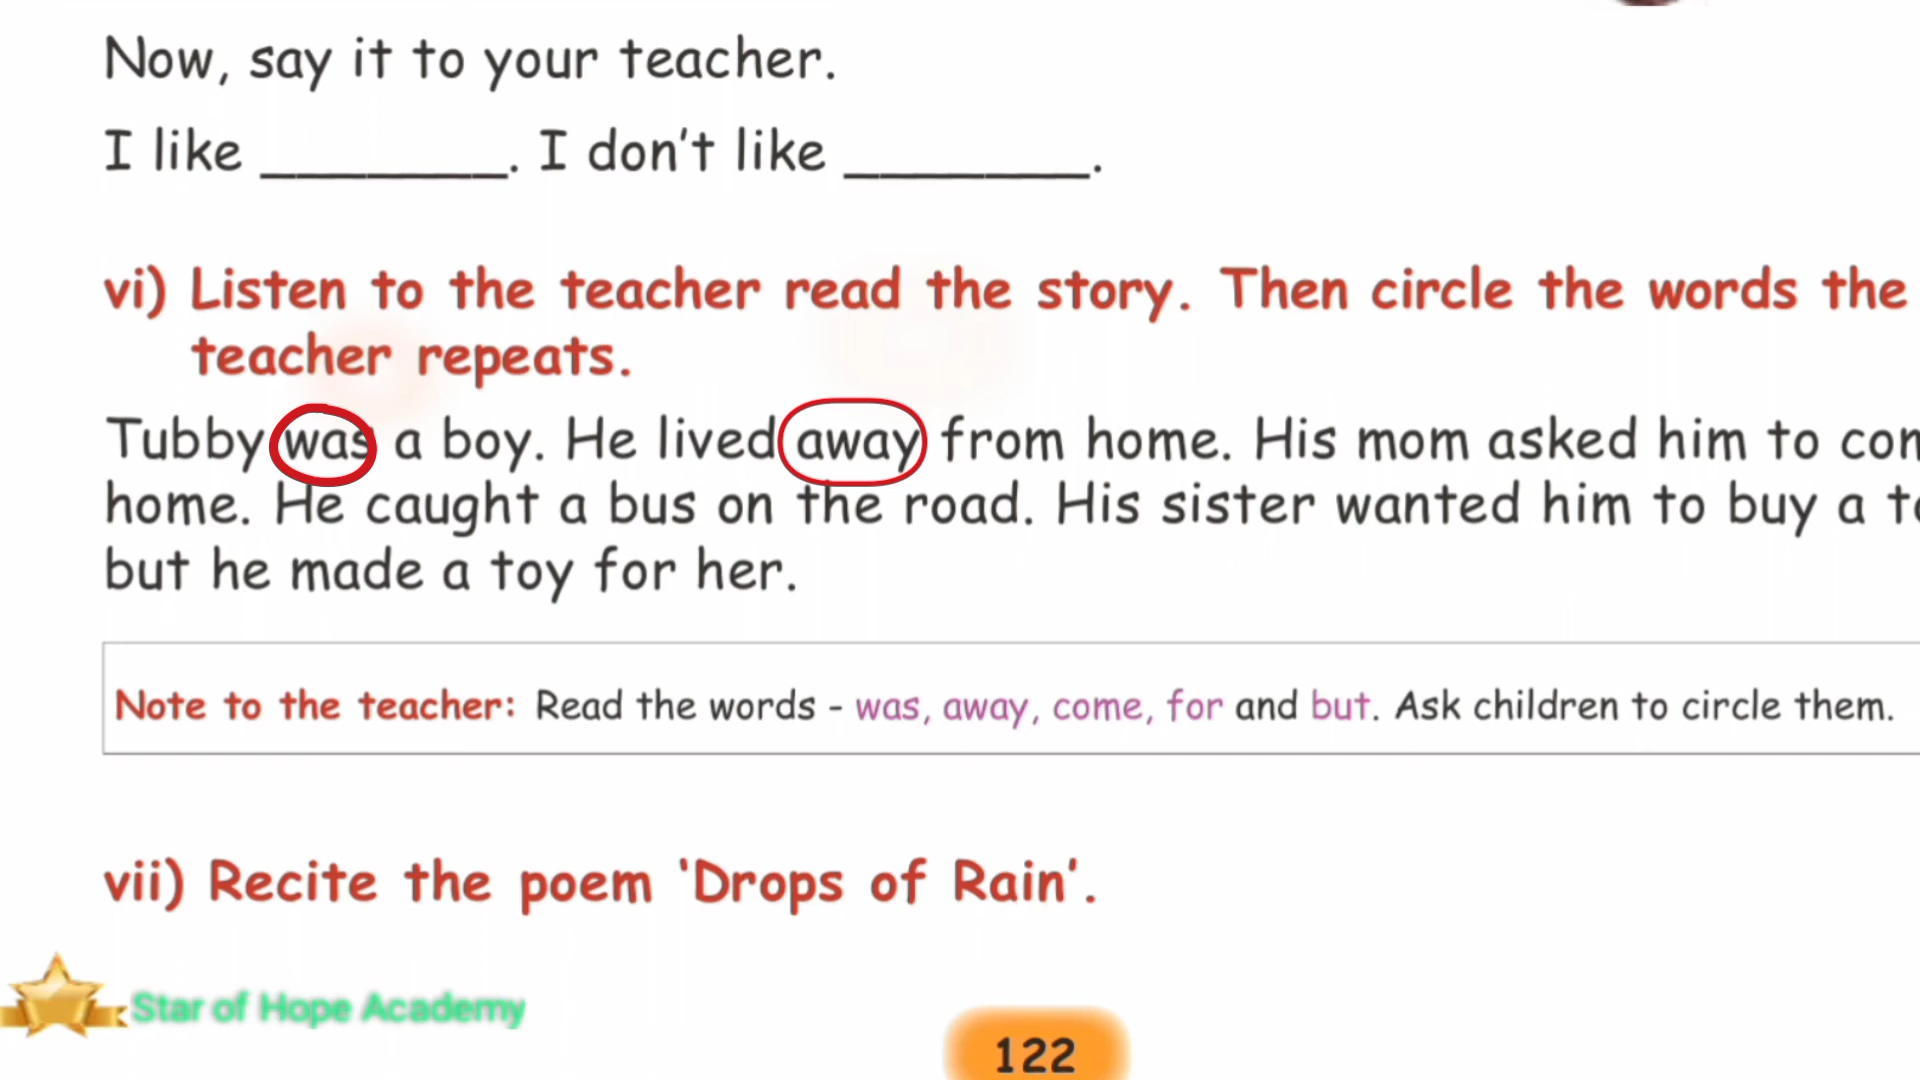 Now, say it to your teacher.
I like _______. I don't like _______.
vi) Listen to the teacher read the story. Then circle the words the
teacher repeats.
Tubby was a boy. He lived away from home. His mom asked him to
home. He caught a bus on the road. His sister wanted him to buy a
but he made a toy for her.
Note to the teacher: Read the words - was, away, come, for and but. Ask children to circle them.
vii) Recite the poem ‘Drops of Rain’.
Star of Hope Academy
122